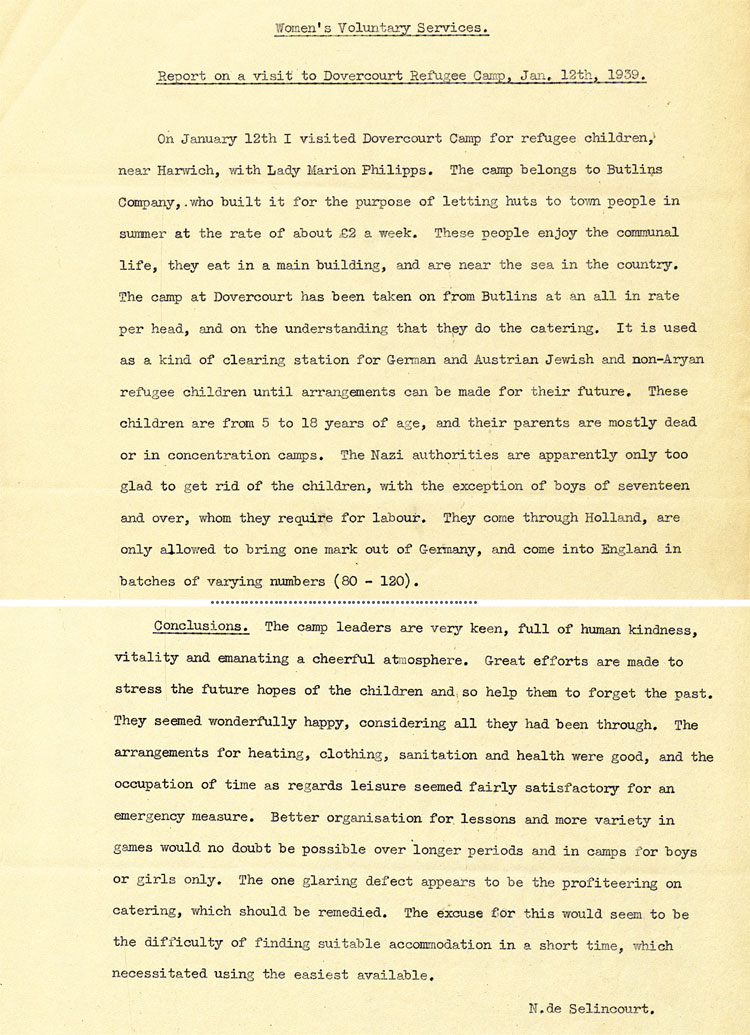 Women's Voluntary Services.
Report on a visit to Dovercourt Refugee Camp, Jan. 12th, 1939.
On January 12th I visited Dovercourt Camp for refugee children,
near Harwich, with Lady Marion Philipps. The camp belongs to Butlins
Company,.who built it for the purpose of letting huts to town people in
summer at the rate of about £2 a week. These people enjoy the communal
life, they eat in a main building, and are near the sea in the country.
The camp at Dovercourt has been taken on from Butlins at an all in rate
per head, and on the understanding that they do the catering. It is used
as a kind of clearing station for German and Austrian Jewish and non-Aryan
refugee children until arrangements can be made for their future. These
children are from 5 to 18 years of age, and their parents are mostly dead
or in concentration camps. The Nazi authorities are apparently only too
glad to get rid of the children, with the exception of boys of seventeen
and over, whom they require for labour. They come through Holland, are
only allowed to bring one mark out of Germany, and come into England in
batches of varying numbers (80 - 120).
Conclusions. The camp leaders are very keen, full of human kindness,
vitality and emanating a cheerful atmosphere. Great efforts are made to
stress the future hopes of the children and so help them to forget the past.
They seemed wonderfully happy, considering all they had been through. The
arrangements for heating, clothing, sanitation and health were good, and the
occupation of time as regards leisure seemed fairly satisfactory for an
emergency measure. Better organisation for lessons and more variety in
games would no doubt be possible over longer periods and in camps for boys
or girls only. The one glaring defect appears to be the profiteering on
catering, which should be remedied. The excuse for this would seem to be
the difficulty of finding suitable accommodation in a short time, which
necessitated using the easiest available.
N.de Selincourt.